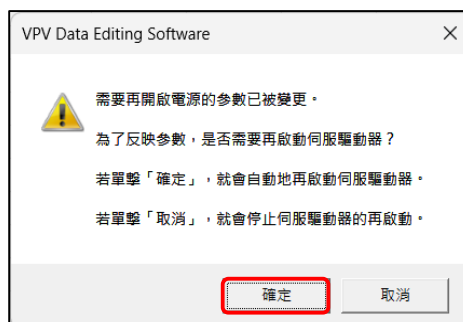 VPV Data Editing Software
需要再開啟電源的參數已被變更。
為了反映參數，是否需要再啟動伺服驅動器？
若單擊「確定」，就會自動地再啟動伺服驅動器。
若單擊「取消」，就會停止伺服驅動器的再啟動。
確定
取消